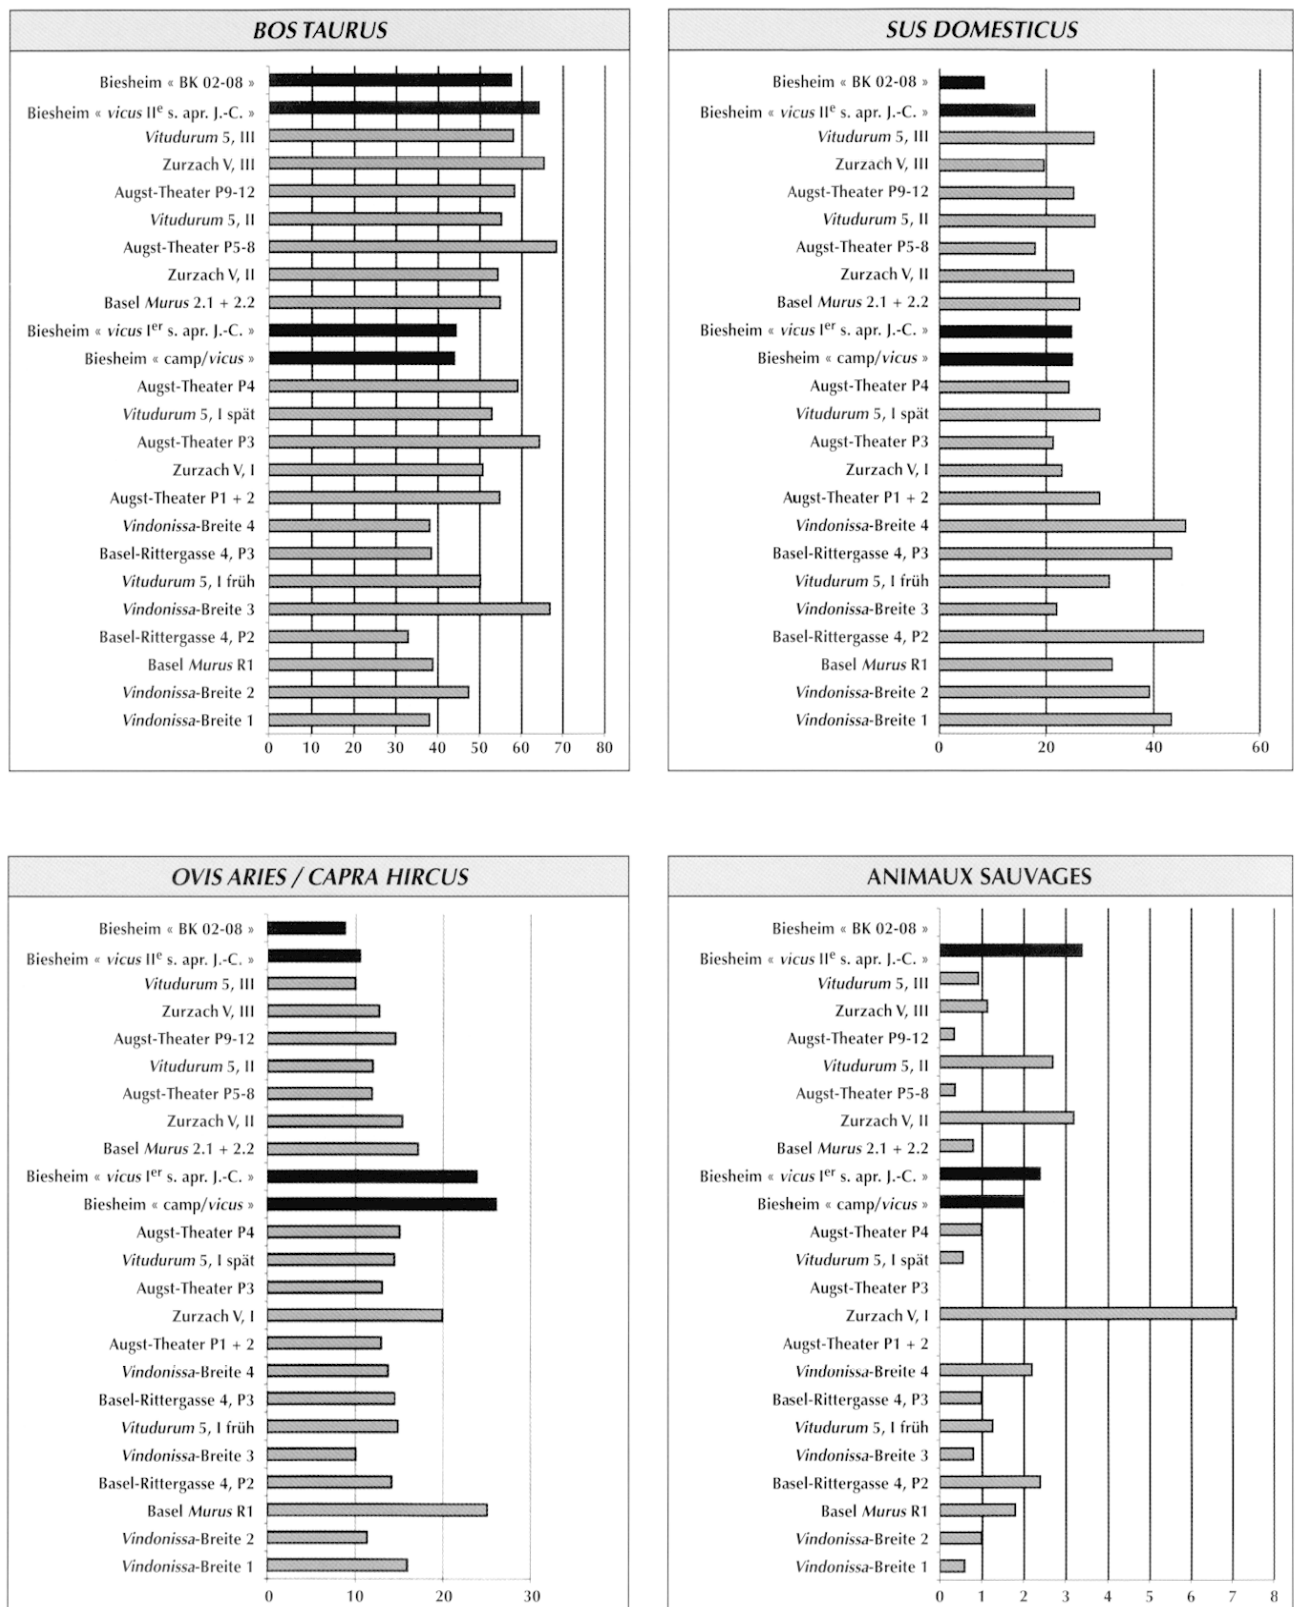 BOS TAURUS
Biesheim « BK 02-08 »
Biesheim « vicus IIe s. apr. J.-C. »
Vitudurum 5, III
Zurzach V, III
Augst-Theater P9-12
Vitudurum 5, II
Augst-Theater P5-8
Zurzach V, II
Basel Murus 2.1 + 2.2
Biesheim « vicus Ier s. apr. J.-C. »
Biesheim « camp/vicus »
Augst-Theater P4
Vitudurum 5, I spät
Augst-Theater P3
Zurzach V, I
Augst-Theater P1 + 2
Vindonissa-Breite 4
Basel-Rittergasse 4, P3
Vitudurum 5, I früh
Vindonissa-Breite 3
Basel-Rittergasse 4, P2
Basel Murus R1
Vindonissa-Breite 2
Vindonissa-Breite 1
0 10 20 30 40 50 60 70 80
SUS DOMESTICUS
Biesheim « BK 02-08 »
Biesheim « vicus IIe s. apr. J.-C. »
Vitudurum 5, III
Zurzach V, III
Augst-Theater P9-12
Vitudurum 5, II
Augst-Theater P5-8
Zurzach V, II
Basel Murus 2.1 + 2.2
Biesheim « vicus Ier s. apr. J.-C. »
Biesheim « camp/vicus »
Augst-Theater P4
Vitudurum 5, I spät
Augst-Theater P3
Zurzach V, I
Augst-Theater P1 + 2
Vindonissa-Breite 4
Basel-Rittergasse 4, P3
Vitudurum 5, I früh
Vindonissa-Breite 3
Basel-Rittergasse 4, P2
Basel Murus R1
Vindonissa-Breite 2
Vindonissa-Breite 1
0 20 40 60
OVIS ARIES / CAPRA HIRCUS
Biesheim « BK 02-08 »
Biesheim « vicus IIe s. apr. J.-C. »
Vitudurum 5, III
Zurzach V, III
Augst-Theater P9-12
Vitudurum 5, II
Augst-Theater P5-8
Zurzach V, II
Basel Murus 2.1 + 2.2
Biesheim « vicus Ier s. apr. J.-C. »
Biesheim « camp/vicus »
Augst-Theater P4
Vitudurum 5, I spät
Augst-Theater P3
Zurzach V, I
Augst-Theater P1 + 2
Vindonissa-Breite 4
Basel-Rittergasse 4, P3
Vitudurum 5, I früh
Vindonissa-Breite 3
Basel-Rittergasse 4, P2
Basel Murus R1
Vindonissa-Breite 2
Vindonissa-Breite 1
0 10 20 30
ANIMAUX SAUVAGES
Biesheim « BK 02-08 »
Biesheim « vicus IIe s. apr. J.-C. »
Vitudurum 5, III
Zurzach V, III
Augst-Theater P9-12
Vitudurum 5, II
Augst-Theater P5-8
Zurzach V, II
Basel Murus 2.1 + 2.2
Biesheim « vicus Ier s. apr. J.-C. »
Biesheim « camp/vicus »
Augst-Theater P4
Vitudurum 5, I spät
Augst-Theater P3
Zurzach V, I
Augst-Theater P1 + 2
Vindonissa-Breite 4
Basel-Rittergasse 4, P3
Vitudurum 5, I früh
Vindonissa-Breite 3
Basel-Rittergasse 4, P2
Basel Murus R1
Vindonissa-Breite 2
Vindonissa-Breite 1
0 1 2 3 4 5 6 7 8